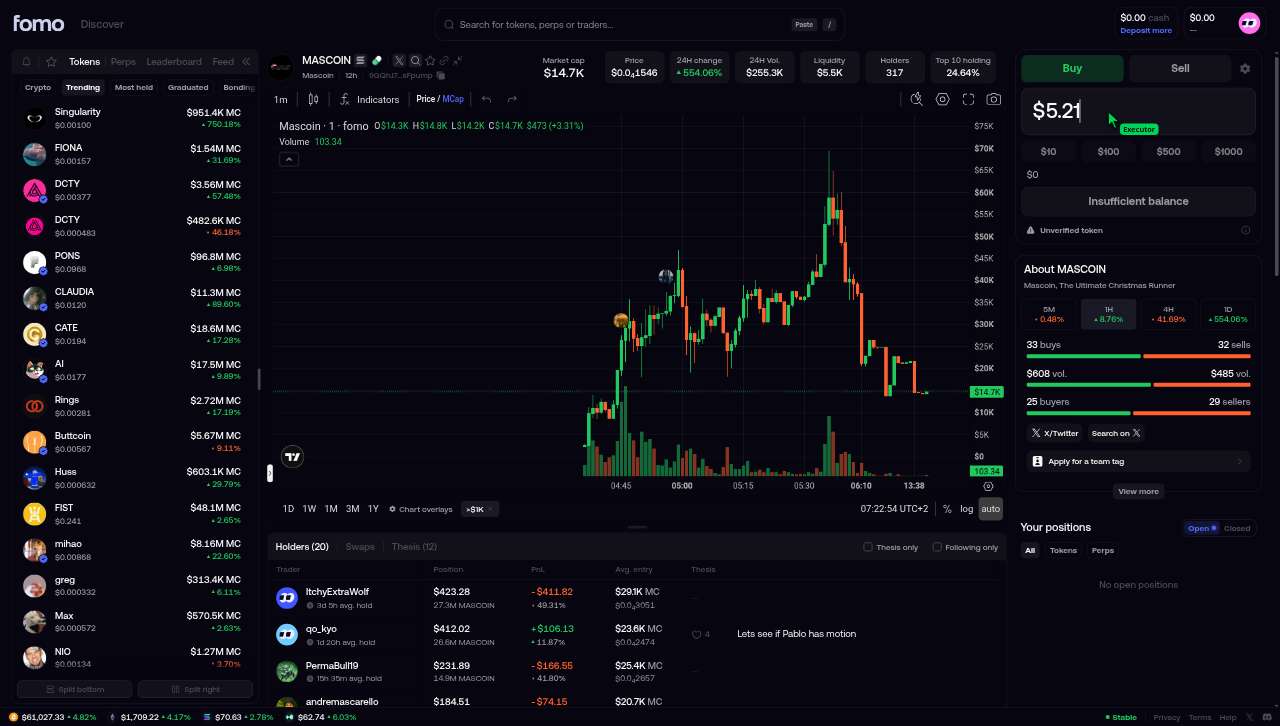 fomo
Discover
Search for tokens, perps or traders...
Paste
/
$0.00 cash
Deposit more
$0.00
—
Tokens Perps Leaderboard Feed
Crypto Trending Most held Graduated Bonding
Singularity $951.4K MC
$0.00100 750.18%
FIONA $1.54M MC
$0.00157 31.69%
DCTY $3.56M MC
$0.00377 57.48%
DCTY $482.6K MC
$0.000483 46.18%
PONS $96.8M MC
$0.0968 6.98%
CLAUDIA $11.3M MC
$0.0120 89.60%
CATE $18.6M MC
$0.0194 17.28%
AI $17.5M MC
$0.0177 9.89%
Rings $2.72M MC
$0.00281 17.19%
Buttcoin $5.67M MC
$0.00567 9.11%
Huss $603.1K MC
$0.000632 29.79%
FIST $48.1M MC
$0.241 2.65%
mihao $8.16M MC
$0.00868 22.60%
greg $313.4K MC
$0.000332 6.11%
Max $570.5K MC
$0.000572 2.63%
NIO $1.27M MC
$0.00134 3.70%
Split bottom Split right
MASCOIN
Mascoin 12h
Market cap
$14.7K
Price
$0.0₄1546
24H change
554.06%
24H Vol.
$255.3K
Liquidity
$5.5K
Holders
317
Top 10 holding
24.64%
1m Indicators Price / MCap
Mascoin · 1 · fomo O$14.3K H$14.8K L$14.2K C$14.7K $473 (+3.31%)
Volume 103.34
$75K
$70K
$65K
$60K
$55K
$50K
$45K
$40K
$35K
$30K
$25K
$20K
$14.7K
$10K
$5K
$0
103.34
04:45 05:00 05:15 05:30 06:10 13:38
1D 1W 1M 3M 1Y Chart overlays >$1K
07:22:54 UTC+2 % log auto
Holders (20) Swaps Thesis (12)
Thesis only Following only
Trader Position PnL Avg. entry Thesis
ItchyExtraWolf $423.28 -$411.82 $29.1K MC
3d 5h avg. hold 27.3M MASCOIN 49.31% $0.0₄3051
qo_kyo $412.02 +$106.13 $23.6K MC
1d 20h avg. hold 26.6M MASCOIN 11.87% $0.0₄2474
4 Lets see if Pablo has motion
PermaBull19 $231.89 -$166.55 $25.4K MC
15h 35m avg. hold 14.9M MASCOIN 41.80% $0.0₄2657
andremascarello $184.51 -$74.15 $20.7K MC
Buy Sell
$5.21
Executor
$10 $100 $500 $1000
$0
Insufficient balance
Unverified token
About MASCOIN
Mascoin, The Ultimate Christmas Runner
5M 1H 4H 1D
0.48% 8.76% 41.69% 554.06%
33 buys 32 sells
$608 vol. $485 vol.
25 buyers 29 sellers
X/Twitter Search on X
Apply for a team tag
View more
Your positions
Open Closed
All Tokens Perps
No open positions
$61,027.33 4.82% $1,709.22 4.17% $70.63 2.78% $62.74 6.03%
Stable Privacy Terms Help